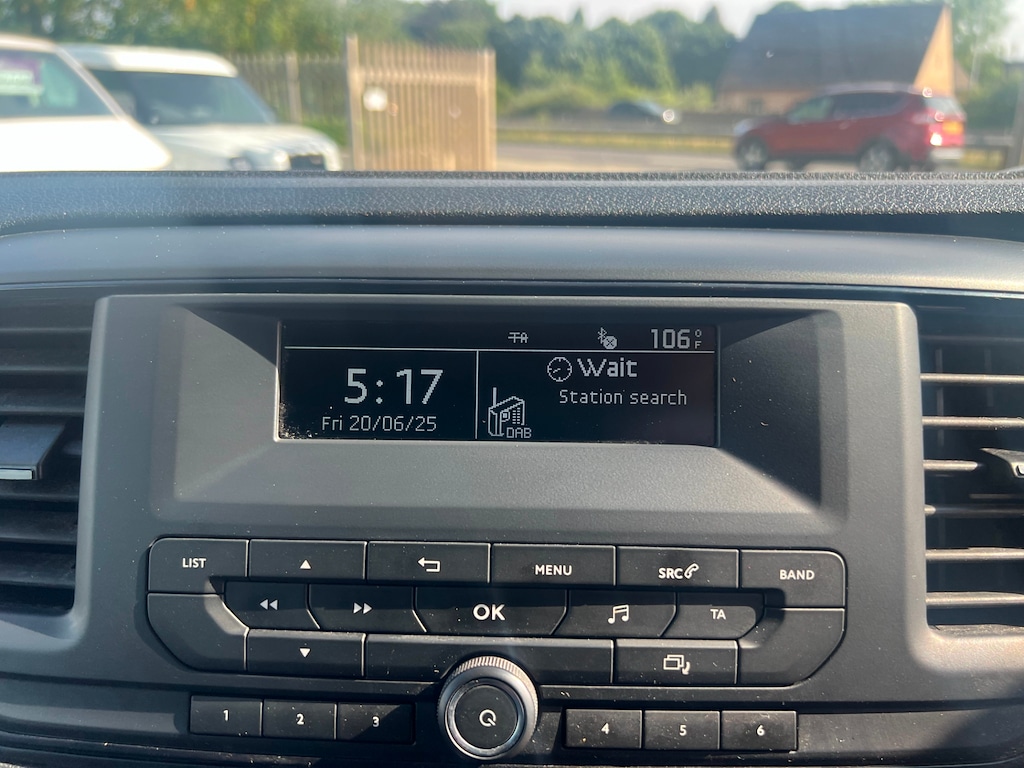 TA 106°F
5:17
Fri 20/06/25
Wait
Station search
DAB
LIST MENU SRC BAND
OK TA
1 2 3 4 5 6